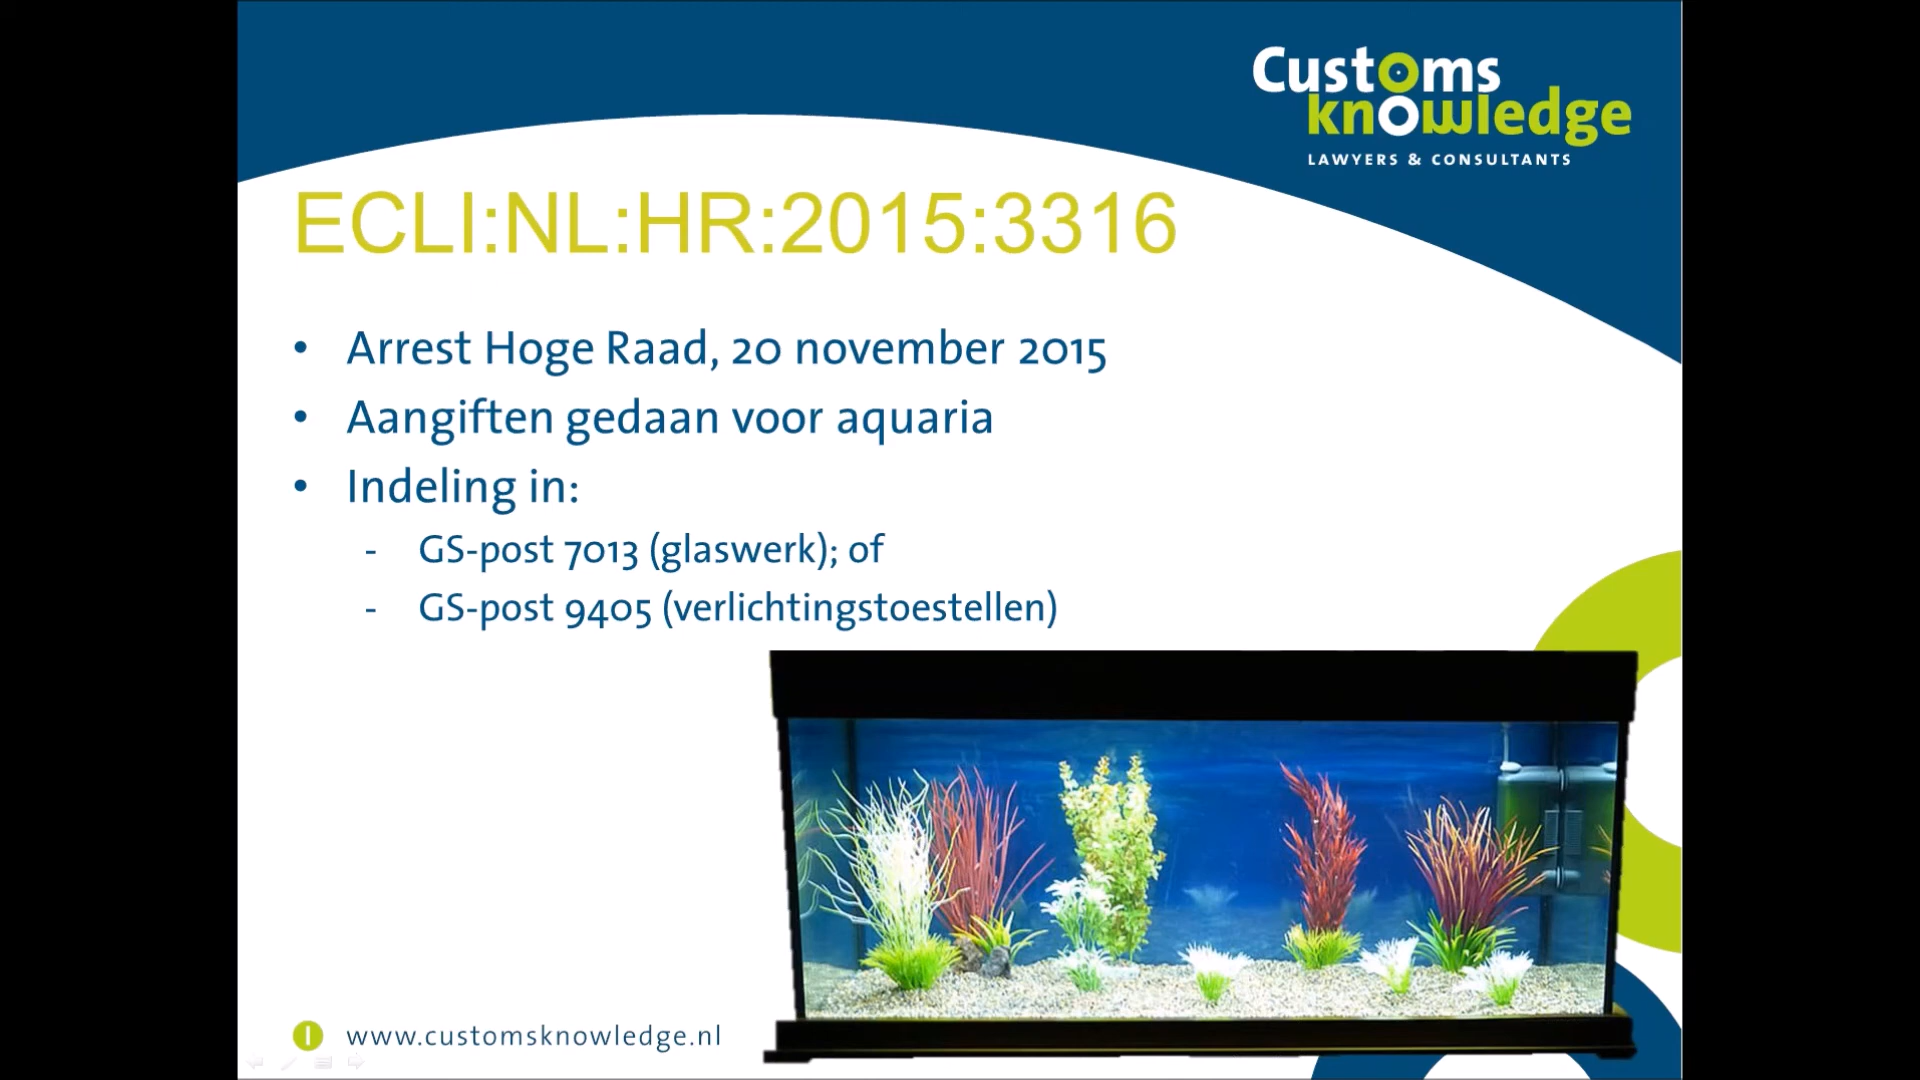 Customs
knowledge
LAWYERS & CONSULTANTS
ECLI:NL:HR:2015:3316
• Arrest Hoge Raad, 20 november 2015
• Aangiften gedaan voor aquaria
• Indeling in:
- GS-post 7013 (glaswerk); of
- GS-post 9405 (verlichtingstoestellen)
www.customsknowledge.nl